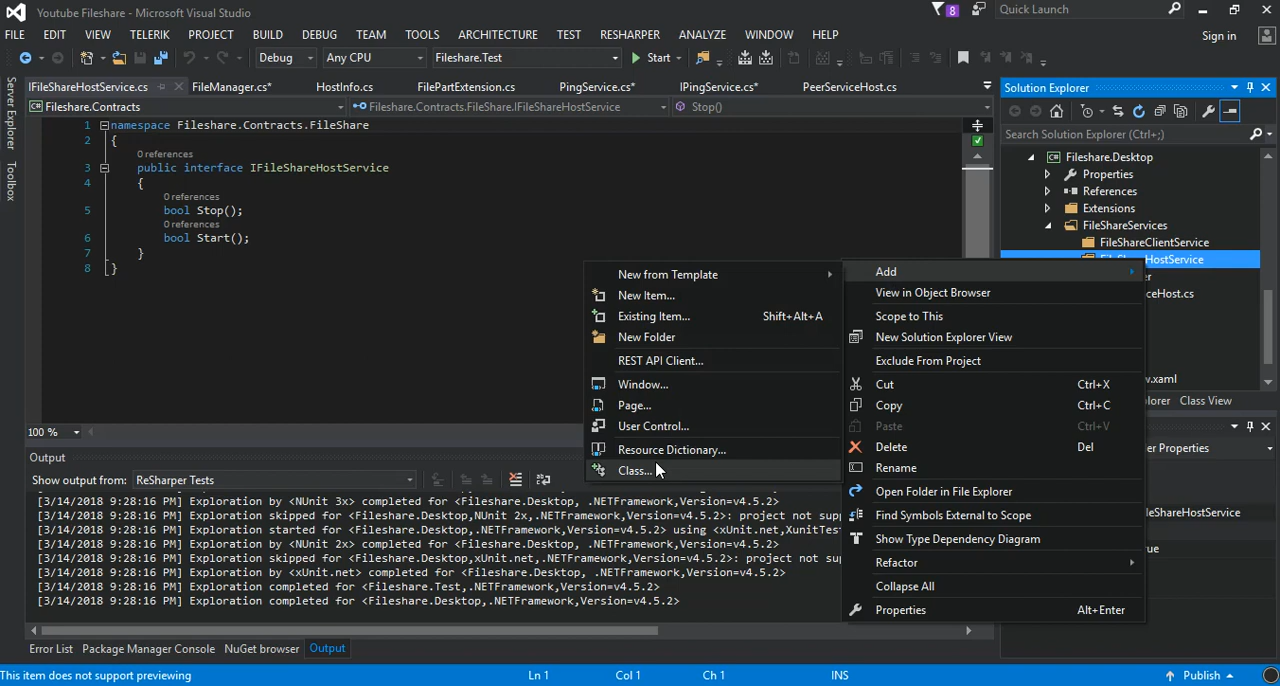 Youtube Fileshare - Microsoft Visual Studio
8
Quick Launch
FILE EDIT VIEW TELERIK PROJECT BUILD DEBUG TEAM TOOLS ARCHITECTURE TEST RESHARPER ANALYZE WINDOW HELP
Sign in
Debug Any CPU Fileshare.Test Start
Server Explorer
Toolbox
IFileShareHostService.cs FileManager.cs* HostInfo.cs FilePartExtension.cs PingService.cs* IPingService.cs* PeerServiceHost.cs
Fileshare.Contracts Fileshare.Contracts.FileShare.IFileShareHostService Stop()
1 namespace Fileshare.Contracts.FileShare
2 {
0 references
3 public interface IFileShareHostService
4 {
0 references
5 bool Stop();
0 references
6 bool Start();
7 }
8 }
100 %
Solution Explorer
Search Solution Explorer (Ctrl+;)
C# Fileshare.Desktop
Properties
References
Extensions
FileShareServices
FileShareClientService
HostService
er
ceHost.cs
w.xaml
lorer Class View
er Properties
leShareHostService
ue
New from Template
New Item...
Existing Item... Shift+Alt+A
New Folder
REST API Client...
Window...
Page...
User Control...
Resource Dictionary...
Class...
Add
View in Object Browser
Scope to This
New Solution Explorer View
Exclude From Project
Cut Ctrl+X
Copy Ctrl+C
Paste Ctrl+V
Delete Del
Rename
Open Folder in File Explorer
Find Symbols External to Scope
Show Type Dependency Diagram
Refactor
Collapse All
Properties Alt+Enter
Output
Show output from: ReSharper Tests
[3/14/2018 9:28:16 PM] Exploration by <NUnit 3x> completed for <Fileshare.Desktop, .NETFramework,Version=v4.5.2>
[3/14/2018 9:28:16 PM] Exploration skipped for <Fileshare.Desktop,NUnit 2x,.NETFramework,Version=v4.5.2>: project not supp
[3/14/2018 9:28:16 PM] Exploration started for <Fileshare.Desktop,.NETFramework,Version=v4.5.2> using <xUnit.net,XunitTest
[3/14/2018 9:28:16 PM] Exploration by <NUnit 2x> completed for <Fileshare.Desktop, .NETFramework,Version=v4.5.2>
[3/14/2018 9:28:16 PM] Exploration skipped for <Fileshare.Desktop,xUnit.net,.NETFramework,Version=v4.5.2>: project not sul
[3/14/2018 9:28:16 PM] Exploration by <xUnit.net> completed for <Fileshare.Desktop, .NETFramework,Version=v4.5.2>
[3/14/2018 9:28:16 PM] Exploration completed for <Fileshare.Test,.NETFramework,Version=v4.5.2>
[3/14/2018 9:28:16 PM] Exploration completed for <Fileshare.Desktop,.NETFramework,Version=v4.5.2>
Error List Package Manager Console NuGet browser Output
This item does not support previewing Ln 1 Col 1 Ch 1 INS Publish